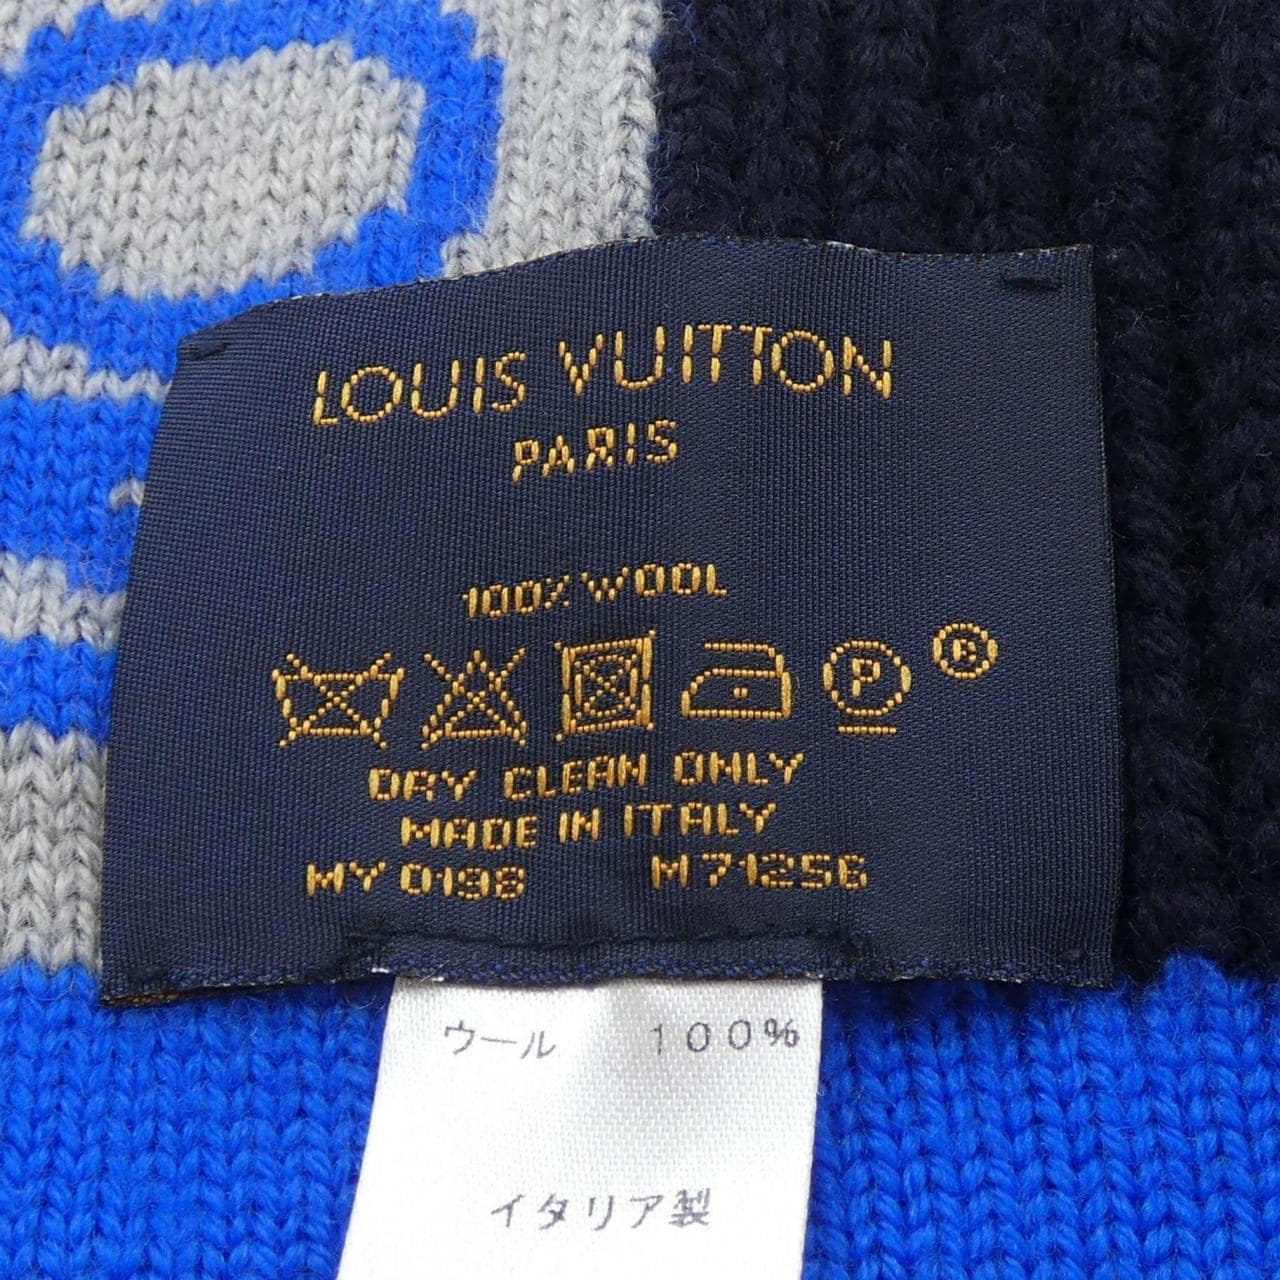 LOUIS VUITTON
PARIS
100% WOOL
P ®
DRY CLEAN ONLY
MADE IN ITALY
MY 0198 M71256
ウール 100%
イタリア製